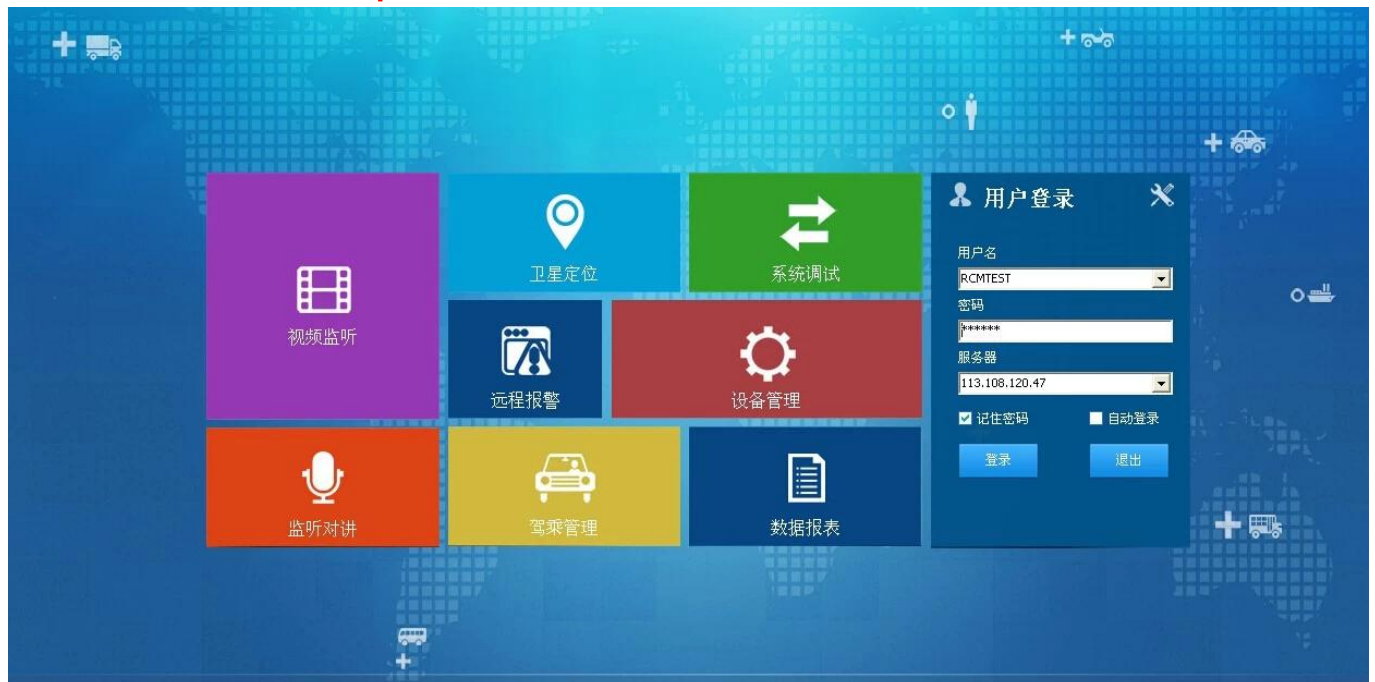 卫星定位
系统调试
视频监听
远程报警
设备管理
监听对讲
驾乘管理
数据报表
用户登录
用户名
RCMTEST
密码
******
服务器
113.108.120.47
记住密码
自动登录
登录
退出